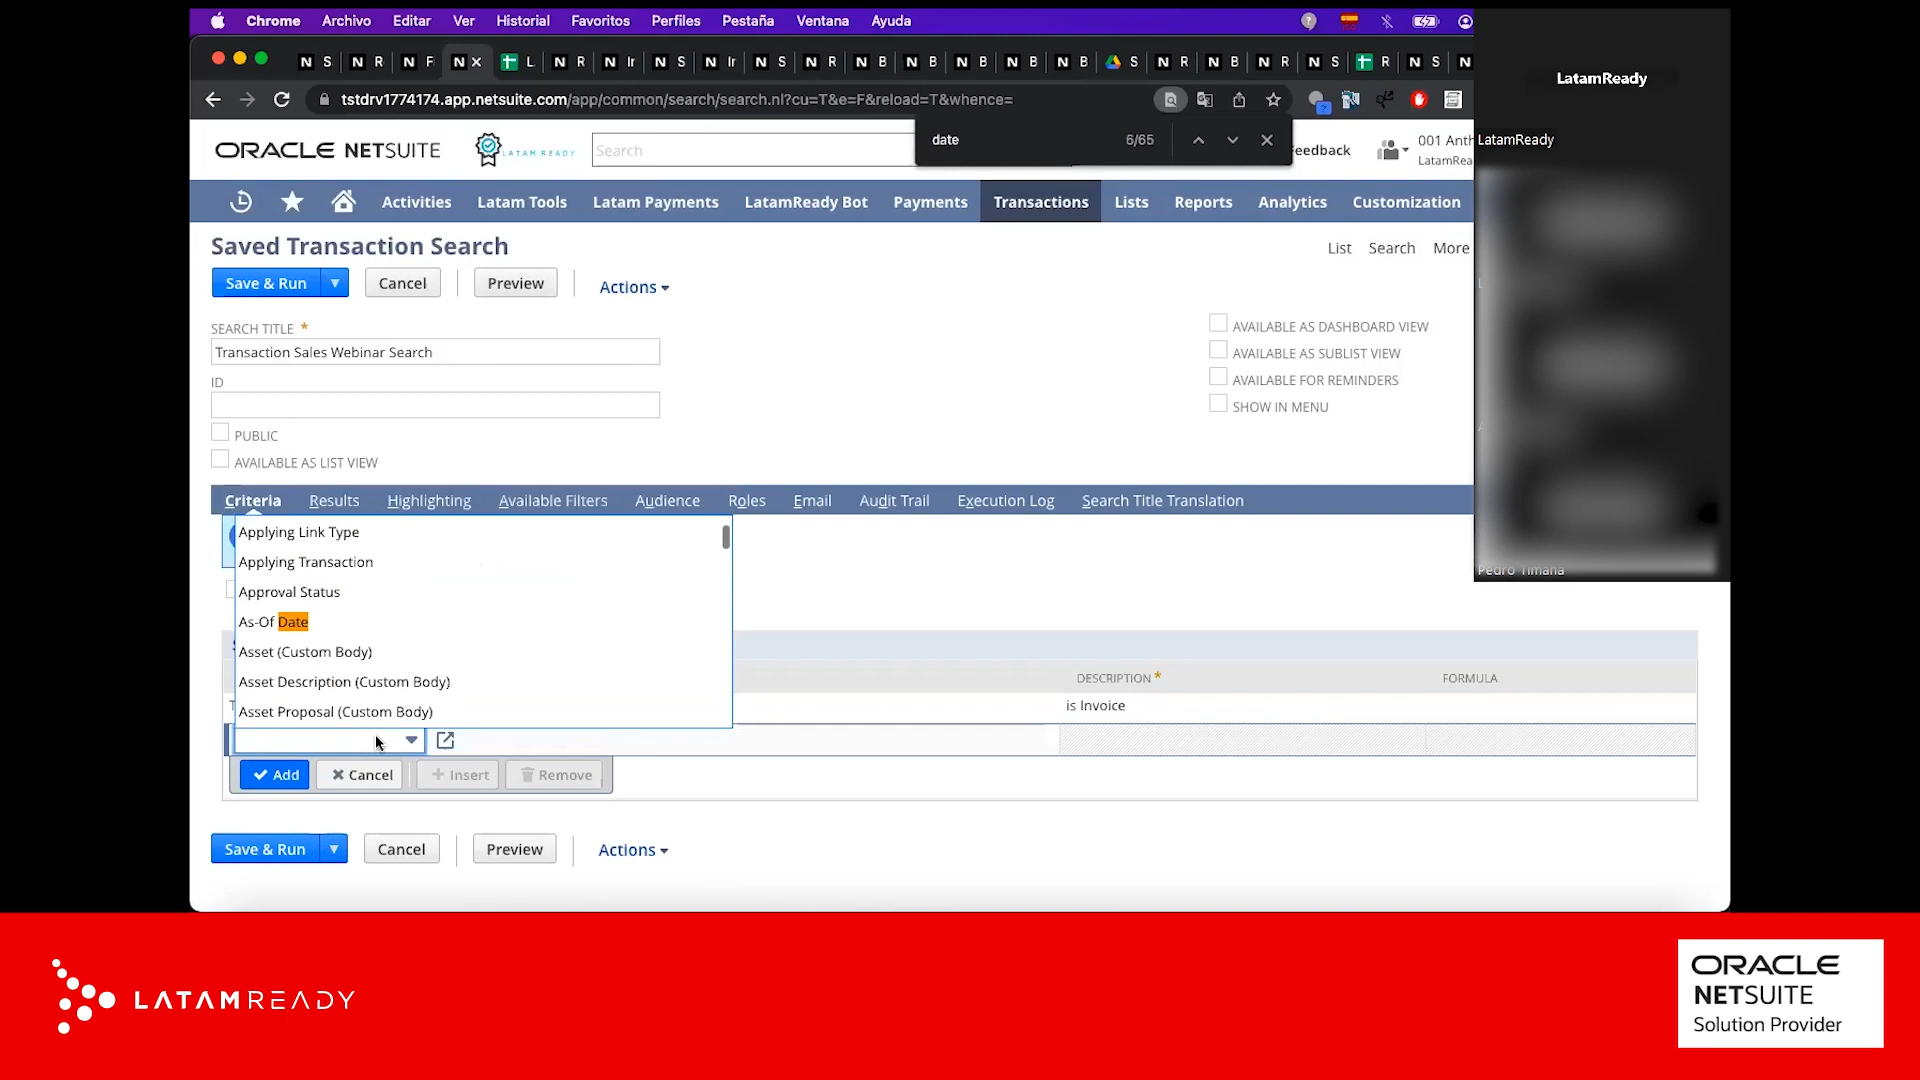 Chrome Archivo Editar Ver Historial Favoritos Perfiles Pestaña Ventana Ayuda
N S N R N F N L N R N Ir N S N Ir N S N R N B N B N B N B N B S N R N B N R N S R N S N
tstdrv1774174.app.netsuite.com/app/common/search/search.nl?cu=T&e=F&reload=T&whence=
LatamReady
date 6/65
LatamReady
ORACLE NETSUITE LATAM READY Search eedback 001 Anth
LatamRea
Activities Latam Tools Latam Payments LatamReady Bot Payments Transactions Lists Reports Analytics Customization
Saved Transaction Search
List Search More
Save & Run Cancel Preview Actions
SEARCH TITLE *
Transaction Sales Webinar Search
ID
PUBLIC
AVAILABLE AS LIST VIEW
AVAILABLE AS DASHBOARD VIEW
AVAILABLE AS SUBLIST VIEW
AVAILABLE FOR REMINDERS
SHOW IN MENU
Criteria Results Highlighting Available Filters Audience Roles Email Audit Trail Execution Log Search Title Translation
Applying Link Type
Applying Transaction
Approval Status
As-Of Date
Asset (Custom Body)
Asset Description (Custom Body)
Asset Proposal (Custom Body)
Pedro Timana
DESCRIPTION * FORMULA
is Invoice
Add Cancel Insert Remove
Save & Run Cancel Preview Actions
LATAMREADY
ORACLE
NETSUITE
Solution Provider